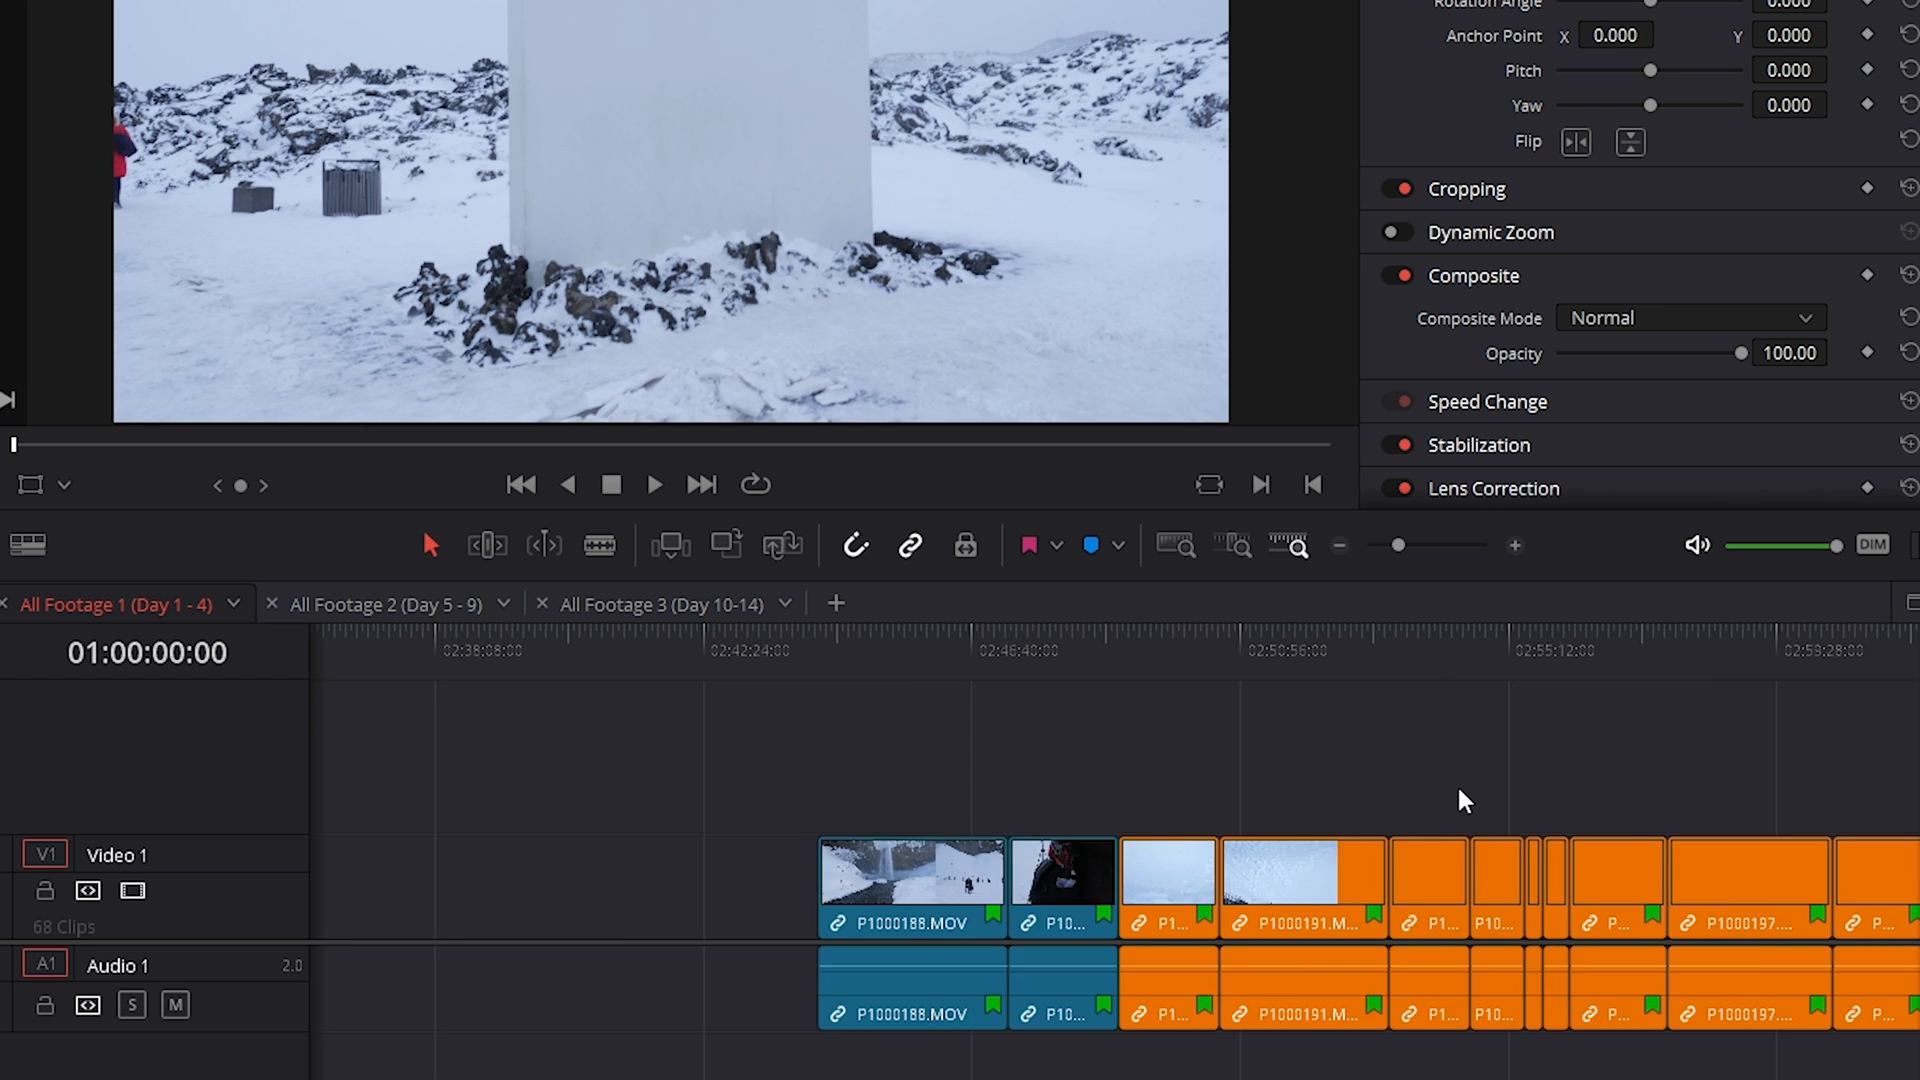 Rotation Angle 0.000
Anchor Point X 0.000 Y 0.000
Pitch 0.000
Yaw 0.000
Flip
Cropping
Dynamic Zoom
Composite
Composite Mode Normal
Opacity 100.00
Speed Change
Stabilization
Lens Correction
DIM
All Footage 1 (Day 1 - 4) All Footage 2 (Day 5 - 9) All Footage 3 (Day 10-14)
01:00:00:00
02:38:08:00 02:42:24:00 02:46:40:00 02:50:56:00 02:55:12:00 02:59:28:00
V1 Video 1
68 Clips
P1000188.MOV P10... P1... P1000191.M... P1... P10... P... P1000197.... P...
A1 Audio 1 2.0
S M
P1000188.MOV P10... P1... P1000191.M... P1... P10... P... P1000197.... P...